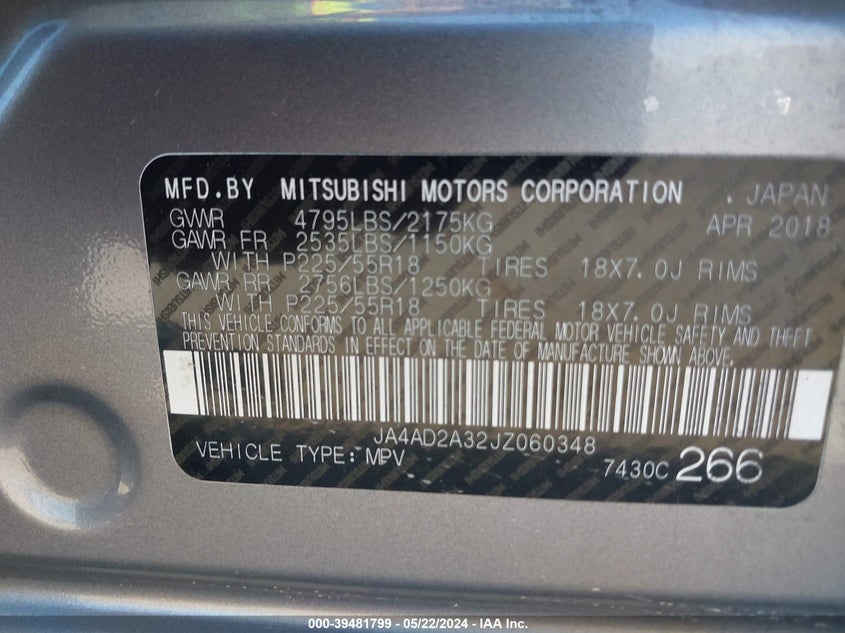 MFD.BY MITSUBISHI MOTORS CORPORATION . JAPAN
GVWR 4795LBS/2175KG APR 2018
GAWR FR 2535LBS/1150KG
WITH P225/55R18 TIRES 18X7.0J RIMS
GAWR RR 2756LBS/1250KG
WITH P225/55R18 TIRES 18X7.0J RIMS
THIS VEHICLE CONFORMS TO ALL APPLICABLE FEDERAL MOTOR VEHICLE SAFETY AND THEFT
PREVENTION STANDARDS IN EFFECT ON THE DATE OF MANUFACTURE SHOWN ABOVE.
JA4AD2A32JZ060348
VEHICLE TYPE: MPV
7430C 266
000-39481799 - 05/22/2024 - IAA Inc.